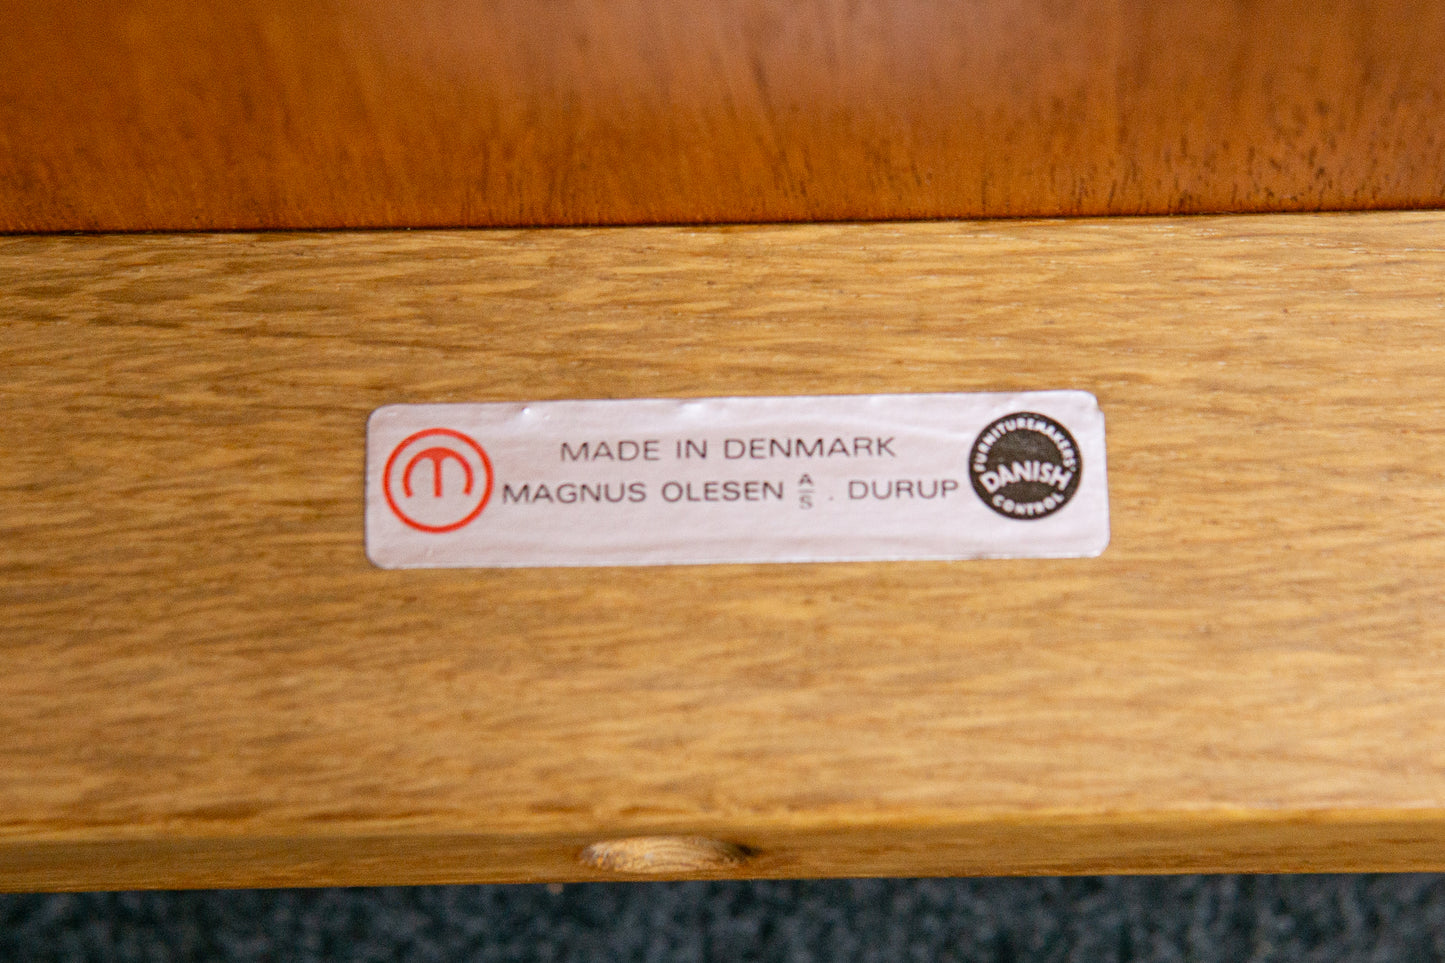 MADE IN DENMARK
MAGNUS OLESEN A/S . DURUP
FURNITUREMAKERS'
DANISH
CONTROL